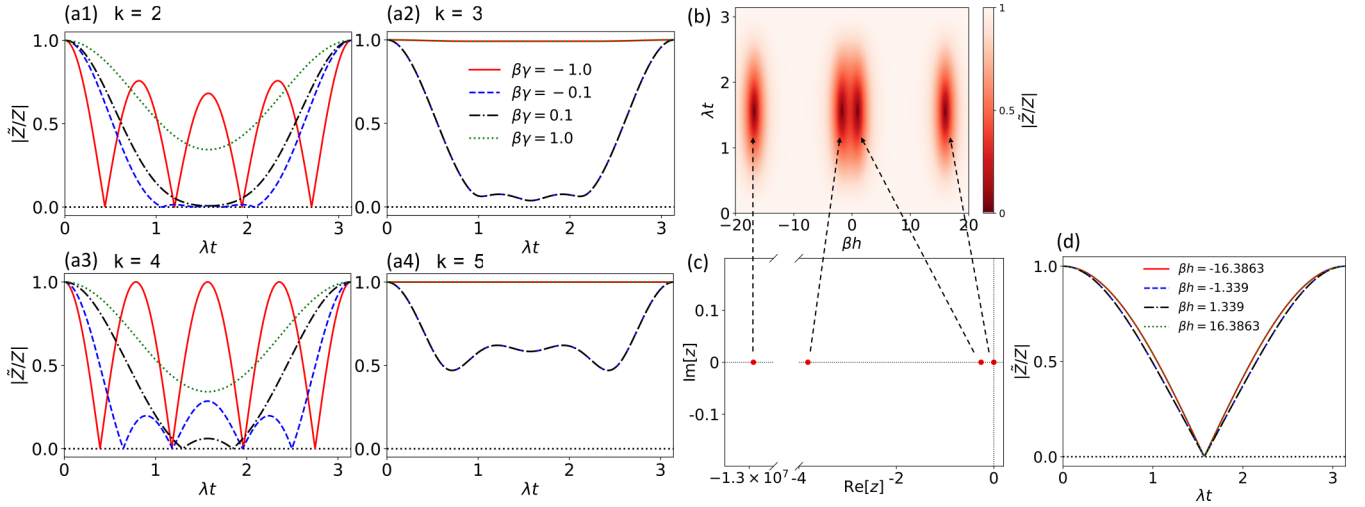 (a1) k = 2
1.0
0.5
0.0
|Z̃/Z|
0 1 2 3
λt
(a2) k = 3
1.0
0.5
0.0
βγ = −1.0
βγ = −0.1
βγ = 0.1
βγ = 1.0
0 1 2 3
λt
(a3) k = 4
1.0
0.5
0.0
|Z̃/Z|
0 1 2 3
λt
(a4) k = 5
1.0
0.5
0.0
0 1 2 3
λt
(b)
3
2
1
0
λt
−20 −10 0 10 20
βh
1
0.5
0
|Z̃/Z|
(c)
0.1
0
-0.1
Im[z]
−1.3 × 10⁷ -4 -2 0
Re[z]
(d)
1.0
0.5
0.0
|Z̃/Z|
βh = -16.3863
βh = -1.339
βh = 1.339
βh = 16.3863
0 1 2 3
λt